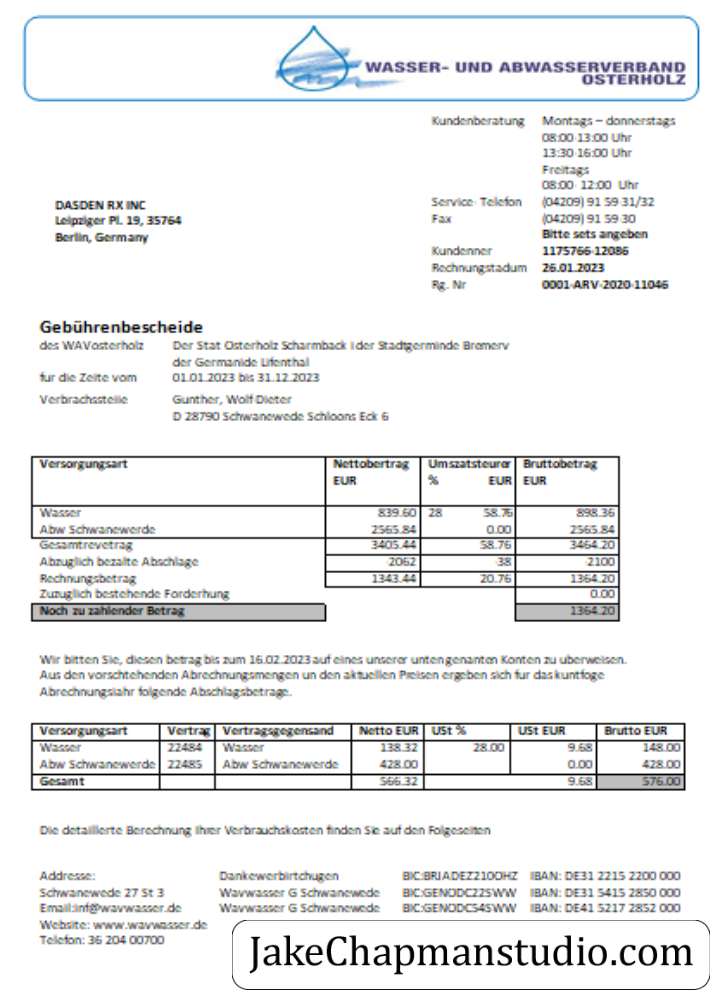 WASSER- UND ABWASSERVERBAND
OSTERHOLZ
Kundenberatung Montags – donnerstags
08:00-13:00 Uhr
13:30-16:00 Uhr
Freitags
08:00- 12:00 Uhr
DASDEN RX INC
Leipziger Pl. 19, 35764
Berlin, Germany
Service- Telefon (04209) 91 59 31/32
Fax (04209) 91 59 30
Bitte sets angeben
Kundenner 1175766-12086
Rechnungstadum 26.01.2023
Rg. Nr 0001-ARV-2020-11046
Gebührenbescheide
des WAVosterholz Der Stat Osterholz Scharmback I der Stadtgerminde Bremerv
der Germanide Lifenthal
fur die Zeite vom 01.01.2023 bis 31.12.2023
Verbrachsstelle Gunther, Wolf-Dieter
D 28790 Schwanewede Schloons Eck 6
Versorgungsart Nettobertrag Umszatsteurer Bruttobetrag
EUR % EUR EUR
Wasser 839.60 28 58.76 898.36
Abw Schwanewerde 2565.84 0.00 2565.84
Gesamtrevetrag 3405.44 58.76 3464.20
Abzuglich bezalte Abschlage -2062 -38 -2100
Rechnungsbetrag 1343.44 20.76 1364.20
Zuzuglich bestehende Forderhung 0.00
Noch zu zahlender Betrag 1364.20
Wir bitten Sie, diesen betrag bis zum 16.02.2023 auf eines unserer unten genanten Konten zu uberweisen.
Aus den vorschtehenden Abrechnungsmengen un den aktuellen Preisen ergeben sich fur das kuntfoge
Abrechnungsiahr folgende Abschlagsbetrage.
Versorgungsart Vertrag Vertragsgegensand Netto EUR USt % USt EUR Brutto EUR
Wasser 22484 Wasser 138.32 28.00 9.68 148.00
Abw Schwanewerde 22485 Abw Schwanewerde 428.00 0.00 428.00
Gesamt 566.32 9.68 576.00
Die detaillierte Berechnung Ihrer Verbrauchskosten finden Sie auf den Folgeseiten
Addresse: Dankewerbirtchugen BIC:BRJADEZ21OOHZ IBAN: DE31 2215 2200 000
Schwanewede 27 St 3 Wavwasser G Schwanewede BIC:GENODC22SWW IBAN: DE31 5415 2850 000
Email:inf@wavwasser.de Wavwasser G Schwanewede BIC:GENODC54SWW IBAN: DE41 5217 2852 000
Website: www.wavwasser.de
Telefon: 36 204 00700
JakeChapmanstudio.com